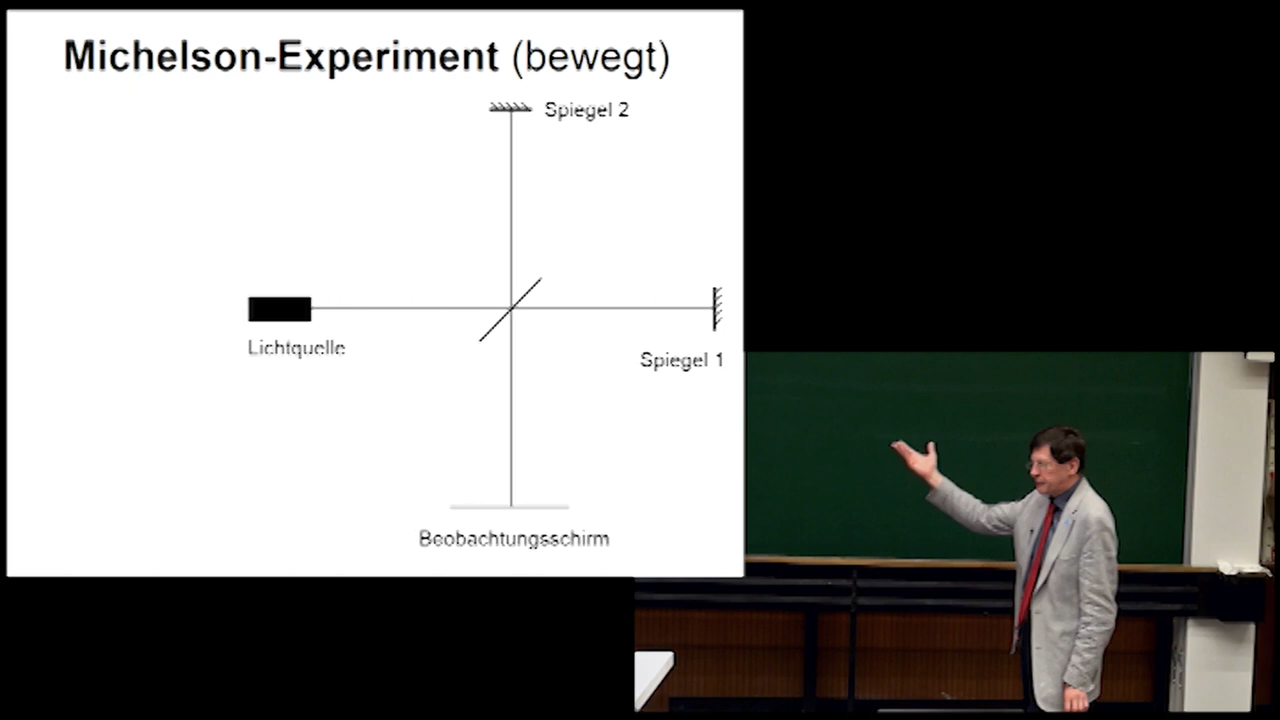 Michelson-Experiment (bewegt)
Spiegel 2
Lichtquelle
Spiegel 1
Beobachtungsschirm